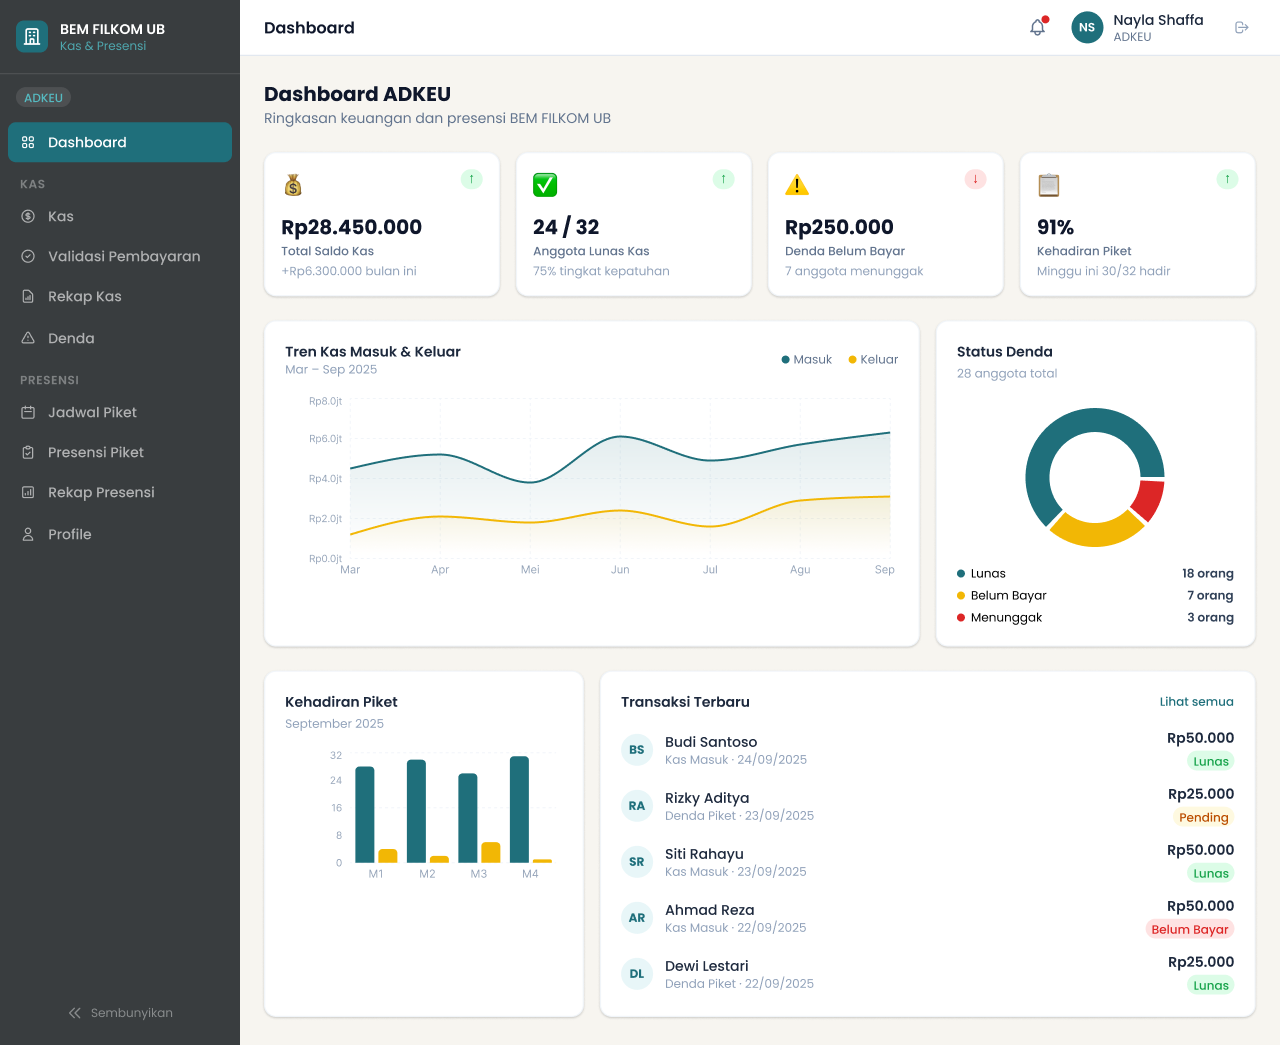 BEM FILKOM UB
Kas & Presensi
ADKEU
Dashboard
KAS
Kas
Validasi Pembayaran
Rekap Kas
Denda
PRESENSI
Jadwal Piket
Presensi Piket
Rekap Presensi
Profile
Sembunyikan
Dashboard
NS
Nayla Shaffa
ADKEU
Dashboard ADKEU
Ringkasan keuangan dan presensi BEM FILKOM UB
↑
Rp28.450.000
Total Saldo Kas
+Rp6.300.000 bulan ini
↑
24 / 32
Anggota Lunas Kas
75% tingkat kepatuhan
↓
Rp250.000
Denda Belum Bayar
7 anggota menunggak
↑
91%
Kehadiran Piket
Minggu ini 30/32 hadir
Tren Kas Masuk & Keluar
Mar – Sep 2025
Masuk Keluar
Rp8.0jt
Rp6.0jt
Rp4.0jt
Rp2.0jt
Rp0.0jt
Mar Apr Mei Jun Jul Agu Sep
Status Denda
28 anggota total
Lunas 18 orang
Belum Bayar 7 orang
Menunggak 3 orang
Kehadiran Piket
September 2025
32
24
16
8
0
M1 M2 M3 M4
Transaksi Terbaru Lihat semua
BS
Budi Santoso
Kas Masuk · 24/09/2025
Rp50.000
Lunas
RA
Rizky Aditya
Denda Piket · 23/09/2025
Rp25.000
Pending
SR
Siti Rahayu
Kas Masuk · 23/09/2025
Rp50.000
Lunas
AR
Ahmad Reza
Kas Masuk · 22/09/2025
Rp50.000
Belum Bayar
DL
Dewi Lestari
Denda Piket · 22/09/2025
Rp25.000
Lunas